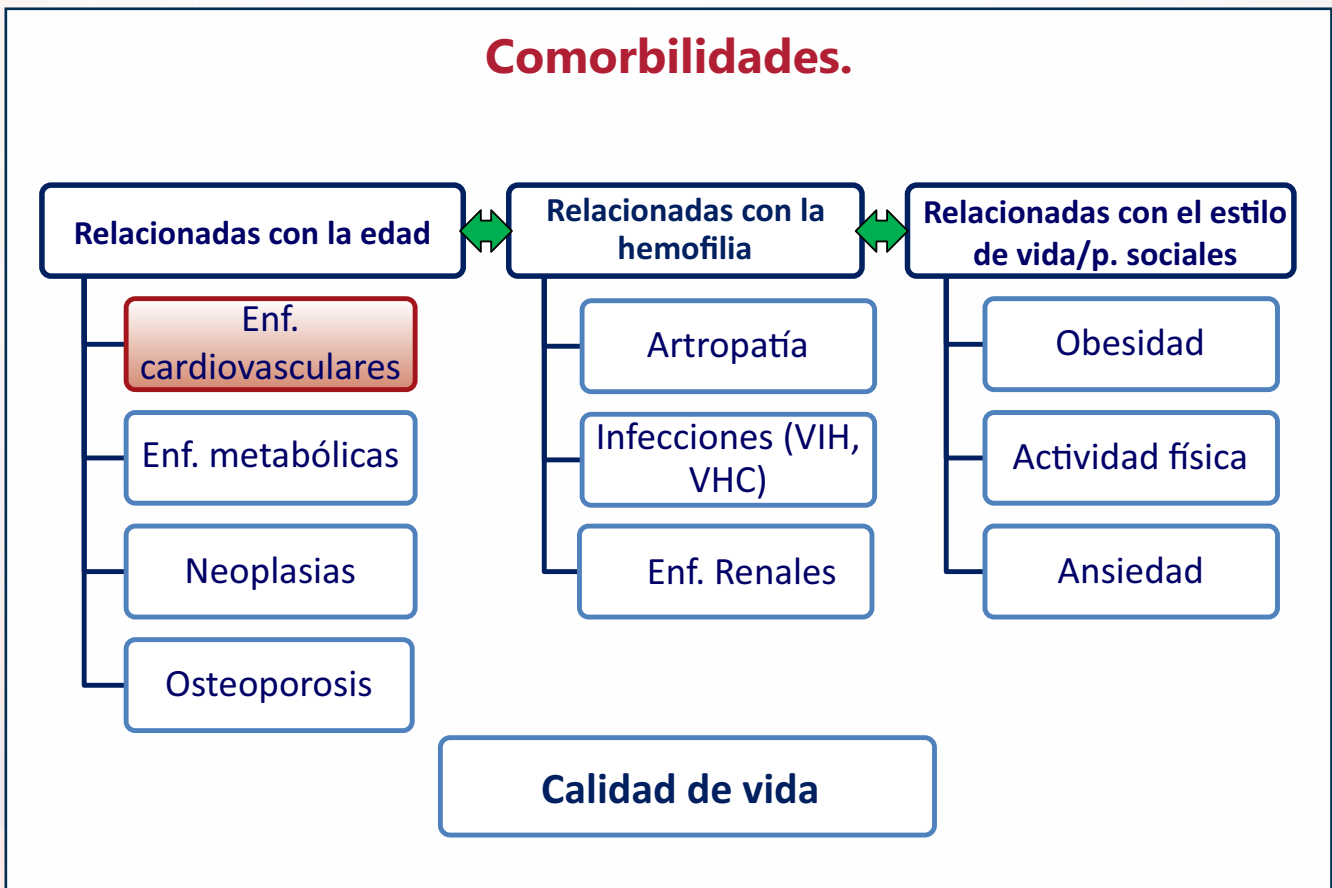 Comorbilidades.
Relacionadas con la edad
Enf.
cardiovasculares
Enf. metabólicas
Neoplasias
Osteoporosis
Relacionadas con la
hemofilia
Artropatía
Infecciones (VIH,
VHC)
Enf. Renales
Relacionadas con el estilo
de vida/p. sociales
Obesidad
Actividad física
Ansiedad
Calidad de vida